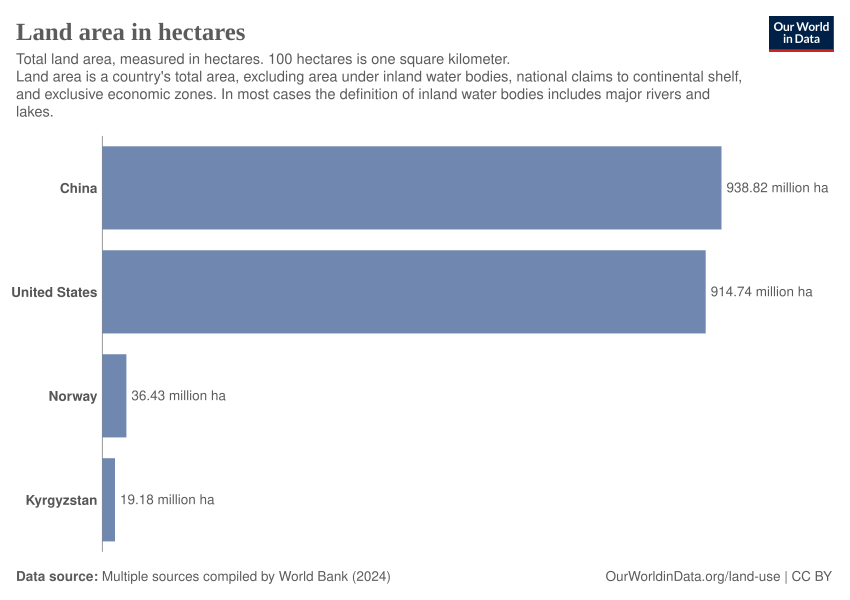 Land area in hectares
Our World
in Data
Total land area, measured in hectares. 100 hectares is one square kilometer.
Land area is a country's total area, excluding area under inland water bodies, national claims to continental shelf,
and exclusive economic zones. In most cases the definition of inland water bodies includes major rivers and
lakes.
China
938.82 million ha
United States
914.74 million ha
Norway
36.43 million ha
Kyrgyzstan
19.18 million ha
Data source: Multiple sources compiled by World Bank (2024)
OurWorldinData.org/land-use | CC BY